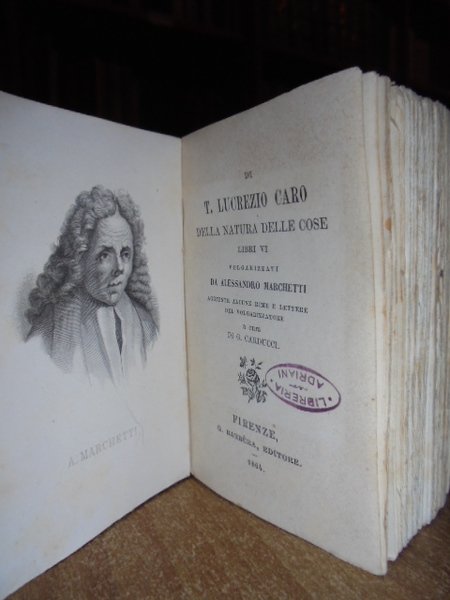 A. MARCHETTI
DI
T. LUCREZIO CARO
DELLA NATURA DELLE COSE
LIBRI VI
VOLGARIZZATI
DA ALESSANDRO MARCHETTI
AGGIUNTE ALCUNE RIME E LETTERE
DEL VOLGARIZZATORE
A CURA
DI G. CARDUCCI.
LIBRERIA
ADRIANI
FIRENZE,
G. BARBÈRA, EDITORE.
1864.